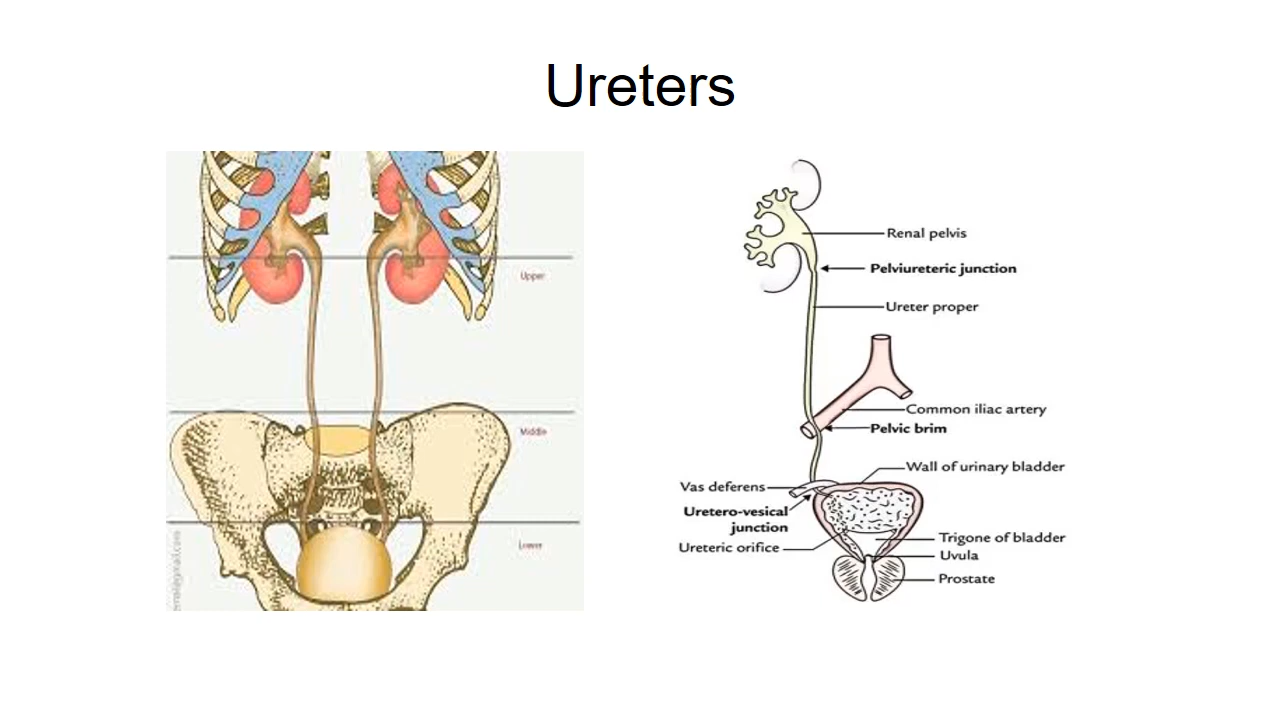 Ureters
Upper
Middle
Lower
Renal pelvis
Pelviureteric junction
Ureter proper
Common iliac artery
Pelvic brim
Wall of urinary bladder
Vas deferens
Uretero-vesical
junction
Ureteric orifice
Trigone of bladder
Uvula
Prostate